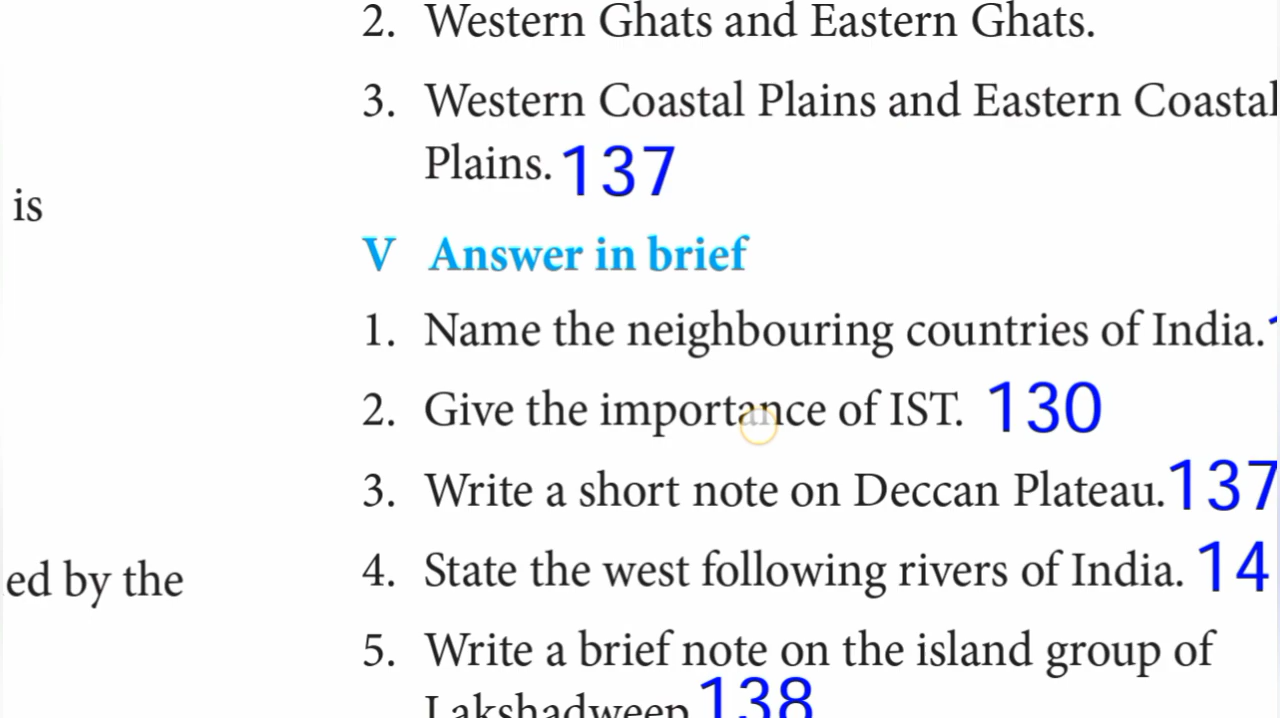 2. Western Ghats and Eastern Ghats.
3. Western Coastal Plains and Eastern Coastal
Plains. 137
is
V Answer in brief
1. Name the neighbouring countries of India.
2. Give the importance of IST. 130
3. Write a short note on Deccan Plateau. 137
4. State the west following rivers of India. 14
ed by the
5. Write a brief note on the island group of
Lakshadweep 138